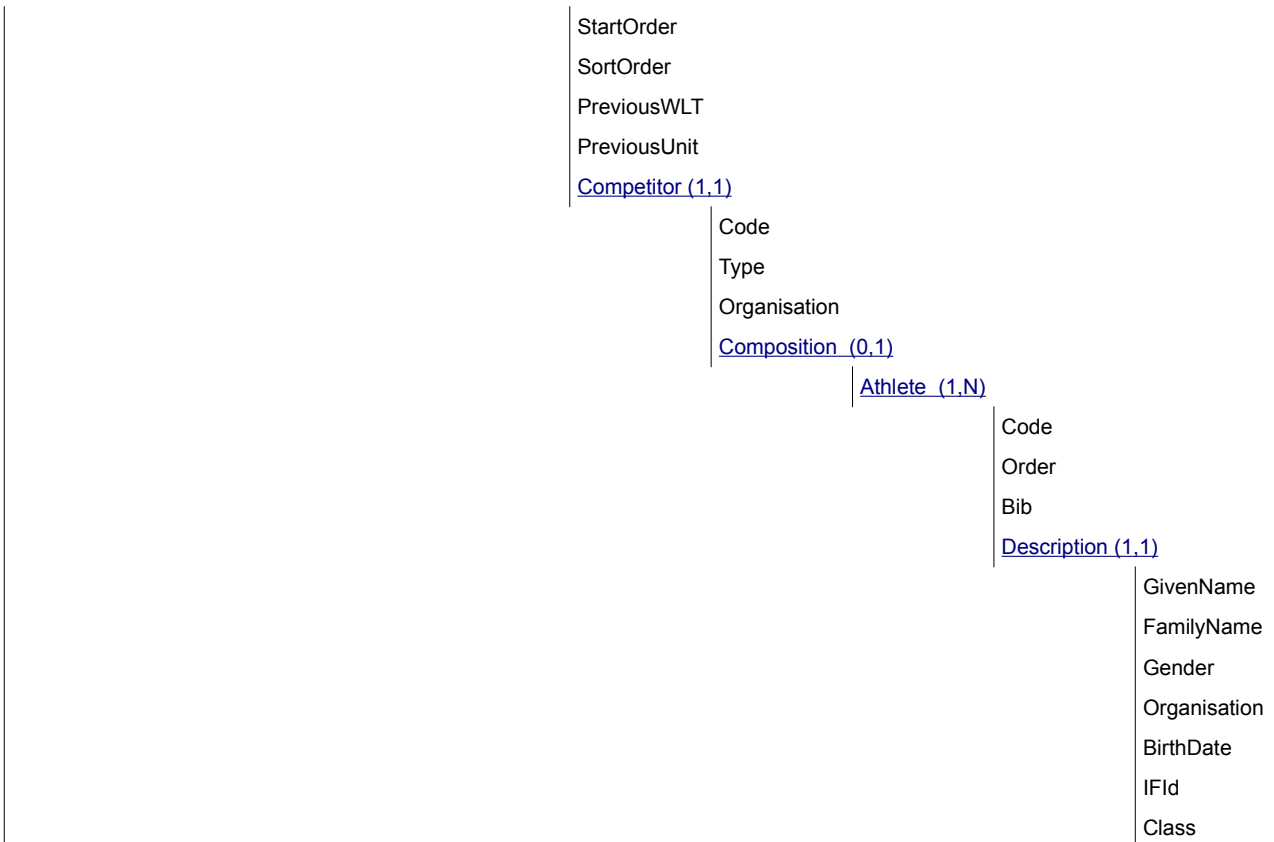 StartOrder
SortOrder
PreviousWLT
PreviousUnit
Competitor (1,1)
Code
Type
Organisation
Composition  (0,1)
Athlete  (1,N)
Code
Order
Bib
Description (1,1)
GivenName
FamilyName
Gender
Organisation
BirthDate
IFId
Class